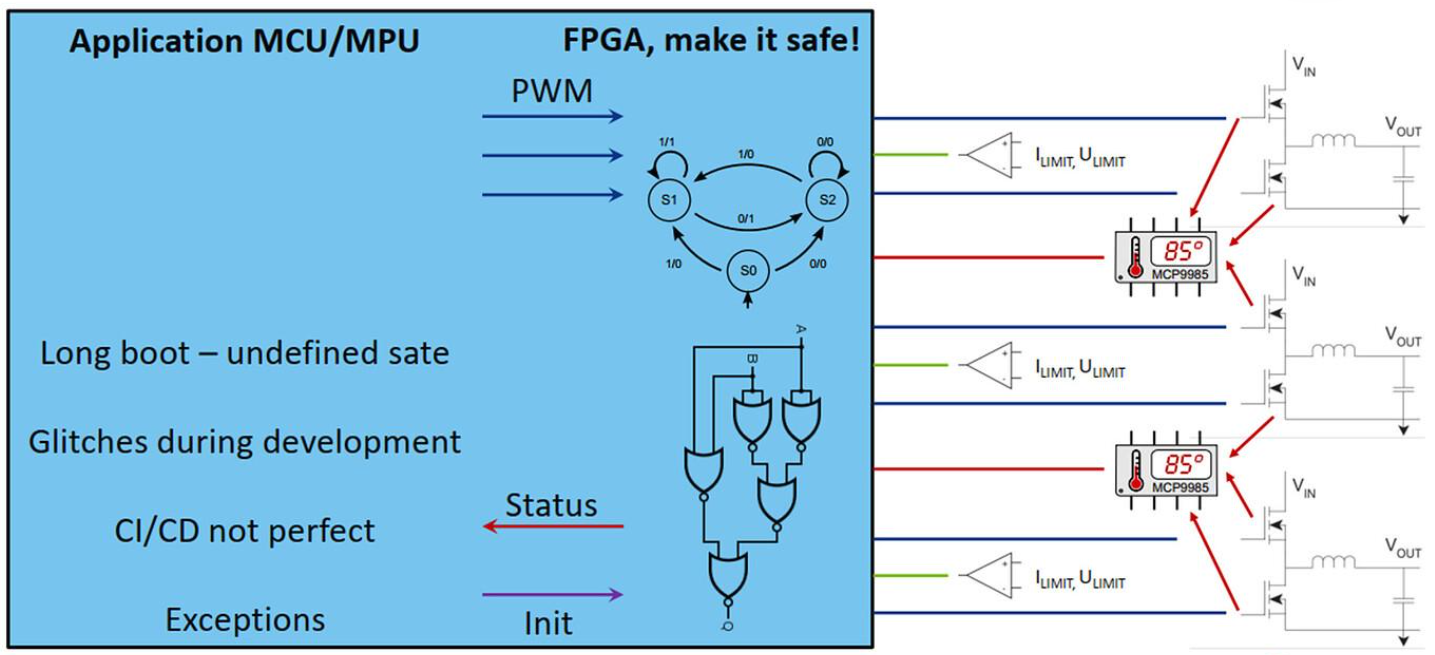 Application MCU/MPU
FPGA, make it safe!
PWM
1/1
1/0
0/0
S1
S2
0/1
1/0
S0
0/0
A
B
Q
Long boot – undefined sate
Glitches during development
CI/CD not perfect
Exceptions
Status
Init
VIN
VOUT
ILIMIT, ULIMIT
85°
MCP9985
VIN
VOUT
ILIMIT, ULIMIT
85°
MCP9985
VIN
VOUT
ILIMIT, ULIMIT